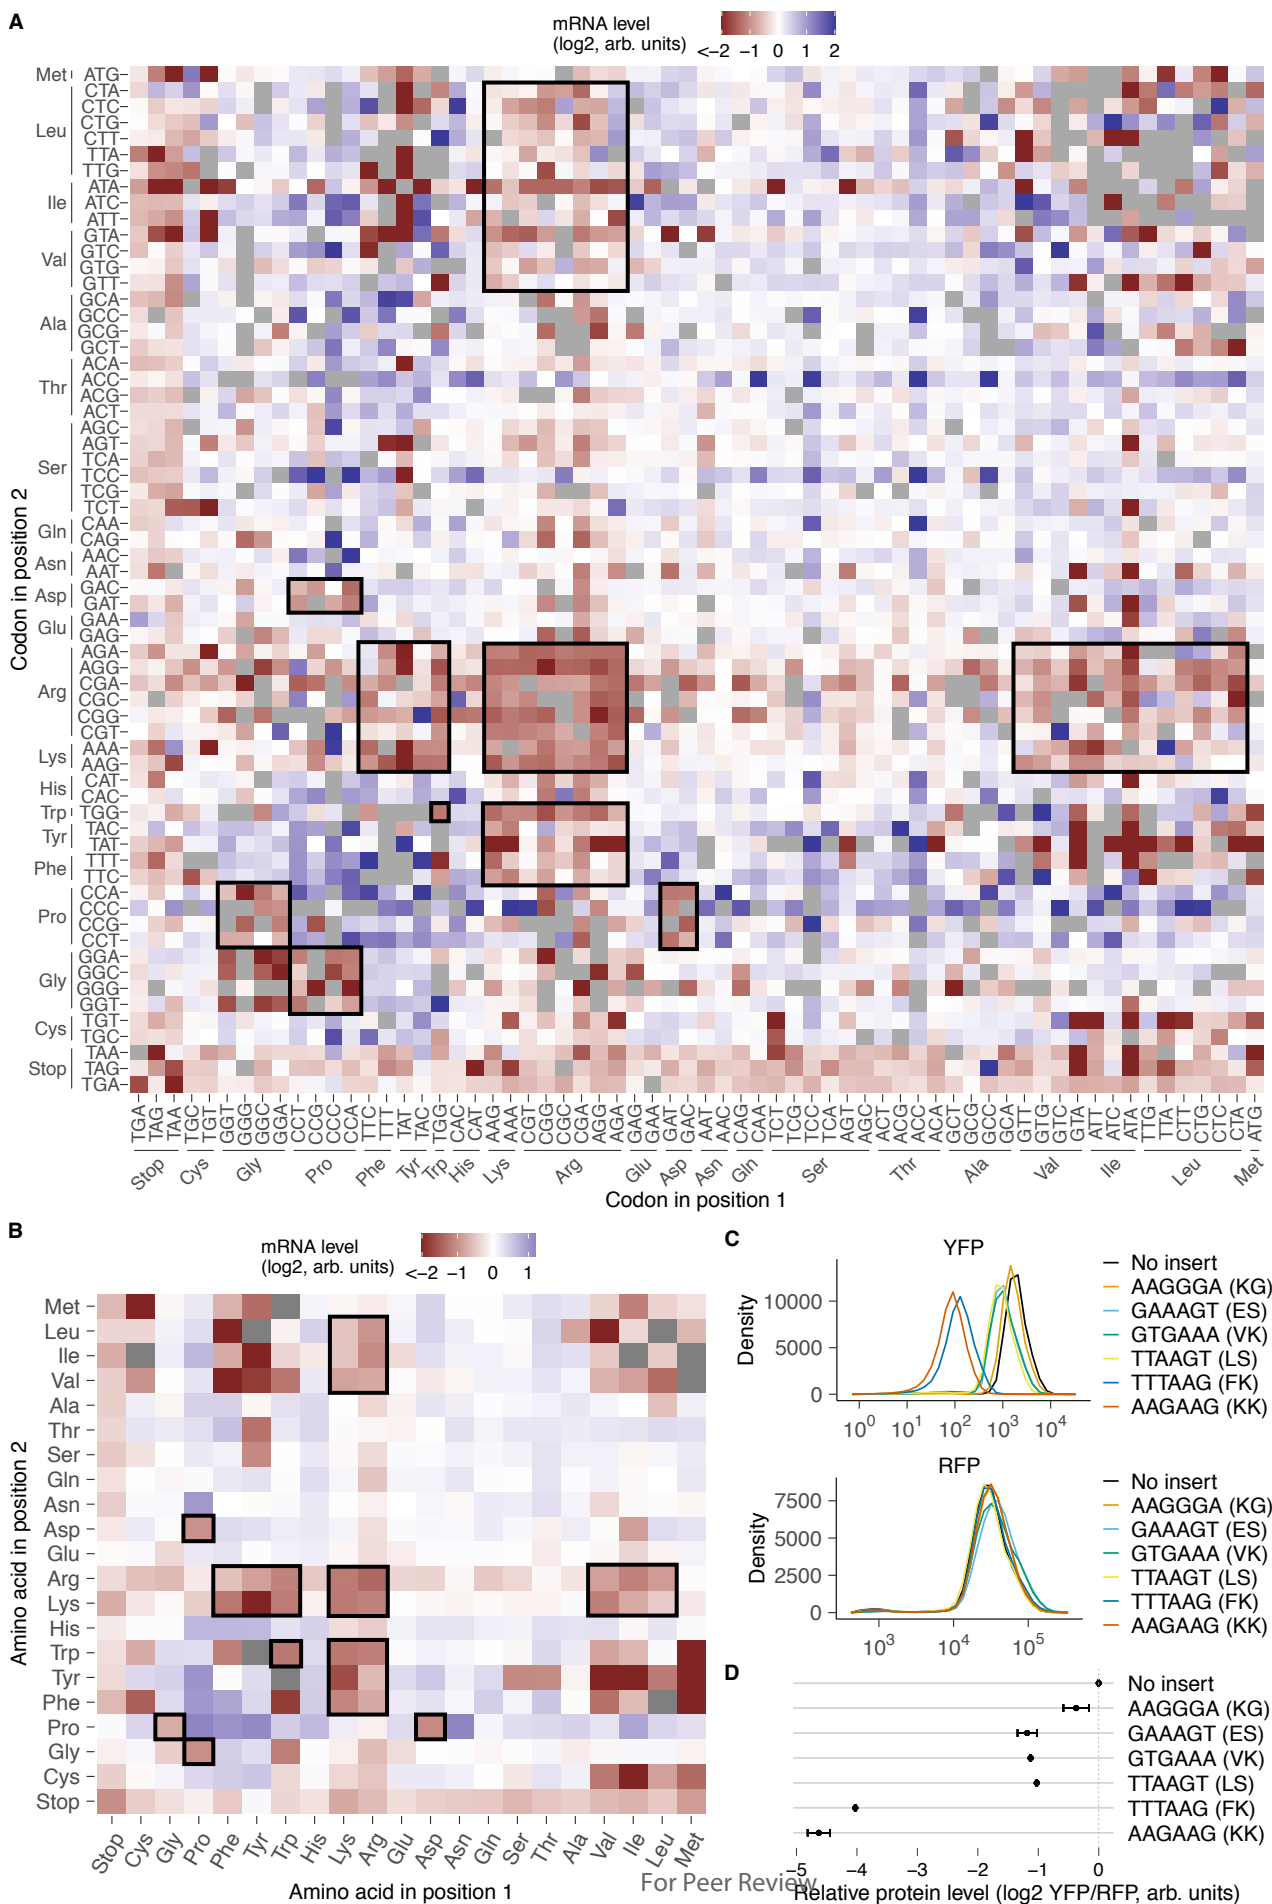 A
mRNA level
(log2, arb. units)
<−2 −1 0 1 2
Codon in position 2
Met
Leu
Ile
Val
Ala
Thr
Ser
Gln
Asn
Asp
Glu
Arg
Lys
His
Trp
Tyr
Phe
Pro
Gly
Cys
Stop
ATG
CTA
CTC
CTG
CTT
TTA
TTG
ATA
ATC
ATT
GTA
GTC
GTG
GTT
GCA
GCC
GCG
GCT
ACA
ACC
ACG
ACT
AGC
AGT
TCA
TCC
TCG
TCT
CAA
CAG
AAC
AAT
GAC
GAT
GAA
GAG
AGA
AGG
CGA
CGC
CGG
CGT
AAA
AAG
CAT
CAC
TGG
TAC
TAT
TTT
TTC
CCA
CCC
CCG
CCT
GGA
GGC
GGG
GGT
TGT
TGC
TAA
TAG
TGA
TGA TAG TAA TGC TGT GGT GGG GGC GGA CCT CCG CCC CCA TTC TTT TAT TAC TGG CAC CAT AAG AAA CGT CGG CGC CGA AGG AGA GAG GAA GAT GAC AAT AAC CAG CAA TCT TCG TCC TCA AGT AGC ACT ACG ACC ACA GCT GCG GCC GCA GTT GTG GTC GTA ATT ATC ATA TTG TTA CTT CTG CTC CTA ATG
Stop Cys Gly Pro Phe Tyr Trp His Lys Arg Glu Asp Asn Gln Ser Thr Ala Val Ile Leu Met
Codon in position 1
B
mRNA level
(log2, arb. units)
<−2 −1 0 1
Amino acid in position 2
Met
Leu
Ile
Val
Ala
Thr
Ser
Gln
Asn
Asp
Glu
Arg
Lys
His
Trp
Tyr
Phe
Pro
Gly
Cys
Stop
Stop Cys Gly Pro Phe Tyr Trp His Lys Arg Glu Asp Asn Gln Ser Thr Ala Val Ile Leu Met
Amino acid in position 1
C
YFP
Density
10000
5000
0
10^0 10^1 10^2 10^3 10^4
No insert
AAGGGA (KG)
GAAAGT (ES)
GTGAAA (VK)
TTAAGT (LS)
TTTAAG (FK)
AAGAAG (KK)
RFP
Density
7500
5000
2500
0
10^3 10^4 10^5
No insert
AAGGGA (KG)
GAAAGT (ES)
GTGAAA (VK)
TTAAGT (LS)
TTTAAG (FK)
AAGAAG (KK)
D
No insert
AAGGGA (KG)
GAAAGT (ES)
GTGAAA (VK)
TTAAGT (LS)
TTTAAG (FK)
AAGAAG (KK)
−5 −4 −3 −2 −1 0
Relative protein level (log2 YFP/RFP, arb. units)
For Peer Review